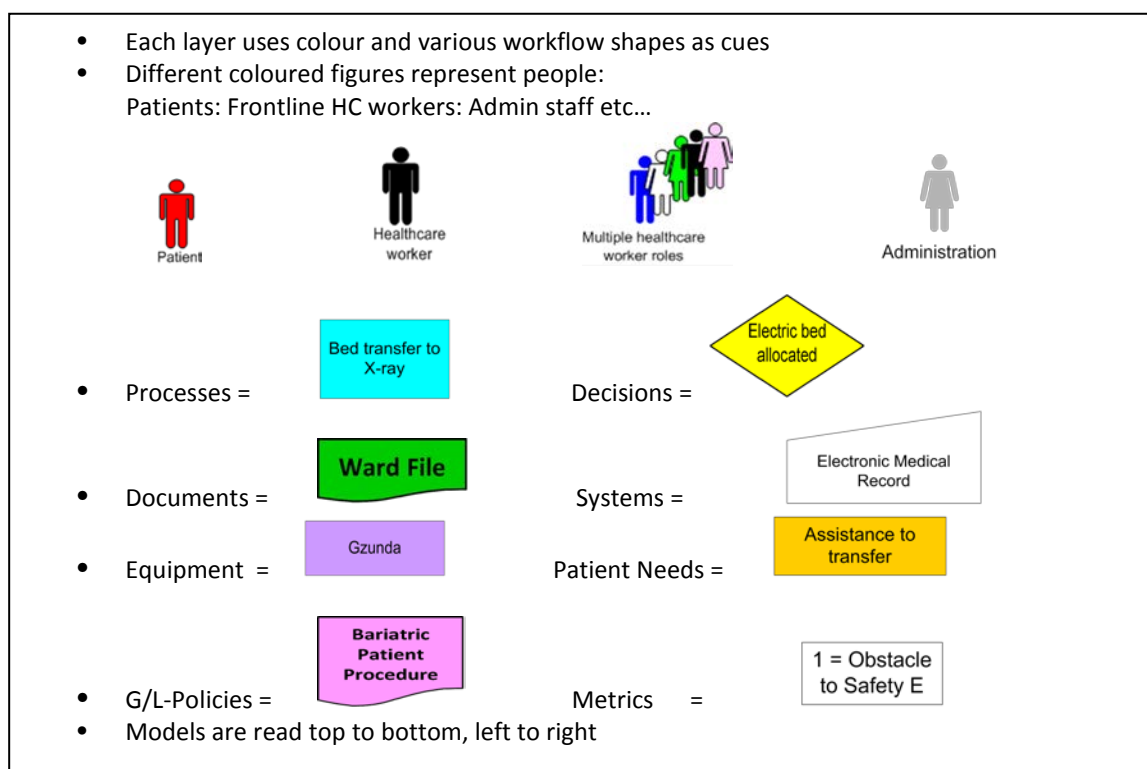 • Each layer uses colour and various workflow shapes as cues
• Different coloured figures represent people:
Patients: Frontline HC workers: Admin staff etc…
Patient
Healthcare
worker
Multiple healthcare
worker roles
Administration
• Processes =
Bed transfer to
X-ray
Decisions =
Electric bed
allocated
• Documents =
Ward File
Systems =
Electronic Medical
Record
• Equipment =
Gzunda
Patient Needs =
Assistance to
transfer
• G/L-Policies =
Bariatric
Patient
Procedure
Metrics =
1 = Obstacle
to Safety E
• Models are read top to bottom, left to right